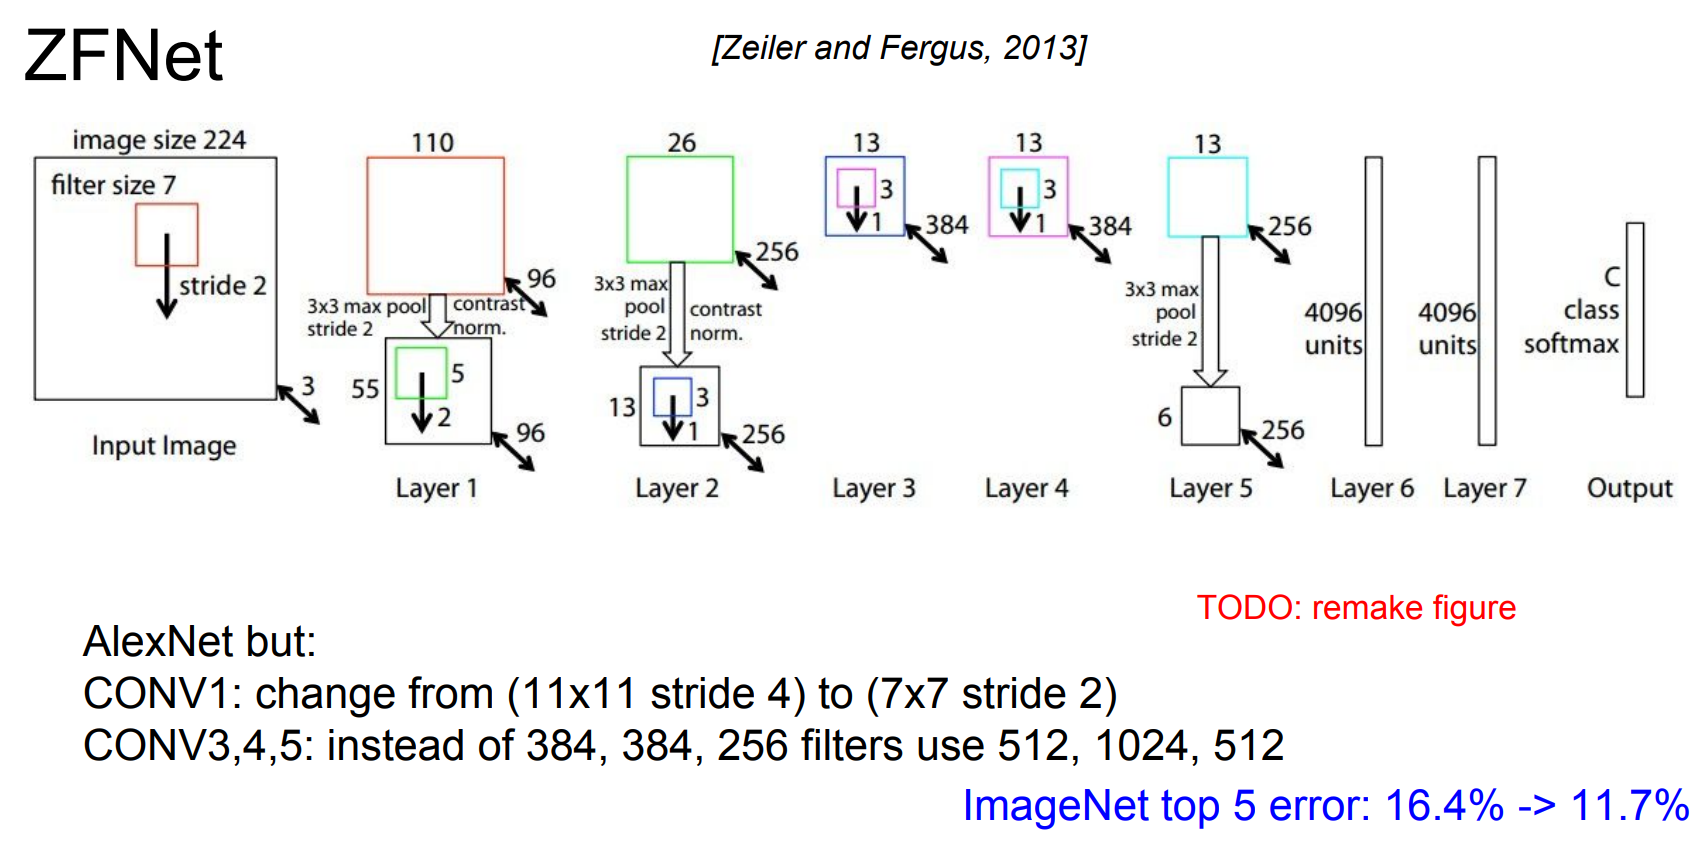 ZFNet
[Zeiler and Fergus, 2013]
image size 224
filter size 7
stride 2
3
Input Image
110
96
3x3 max pool
stride 2
contrast
norm.
55
5
2
96
Layer 1
26
256
3x3 max
pool
stride 2
contrast
norm.
13
3
1
256
Layer 2
13
3
1
384
Layer 3
13
3
1
384
Layer 4
13
256
3x3 max
pool
stride 2
6
256
Layer 5
4096
units
Layer 6
4096
units
Layer 7
C
class
softmax
Output
TODO: remake figure
AlexNet but:
CONV1: change from (11x11 stride 4) to (7x7 stride 2)
CONV3,4,5: instead of 384, 384, 256 filters use 512, 1024, 512
ImageNet top 5 error: 16.4% -> 11.7%